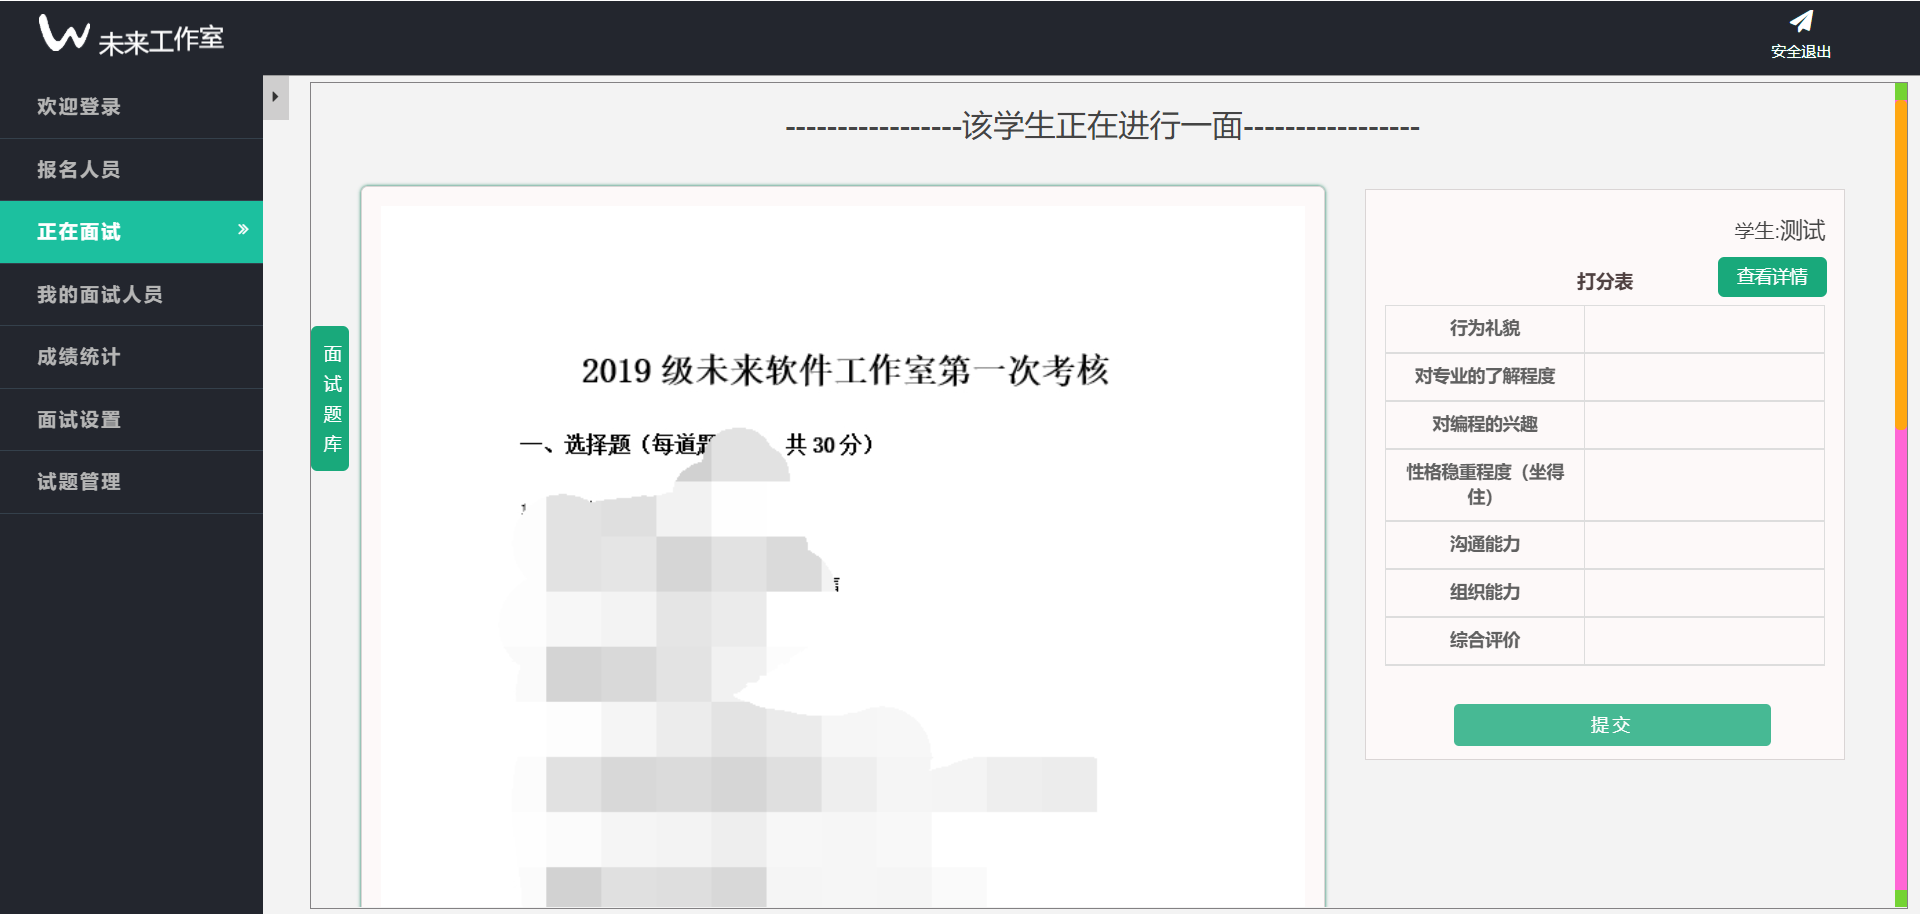 未来工作室
安全退出
欢迎登录
报名人员
正在面试
我的面试人员
成绩统计
面试设置
试题管理
-----------------该学生正在进行一面-----------------
面试题库
2019 级未来软件工作室第一次考核
一、选择题（每道题 共 30 分）
学生:测试
打分表
查看详情
行为礼貌
对专业的了解程度
对编程的兴趣
性格稳重程度（坐得
住）
沟通能力
组织能力
综合评价
提交